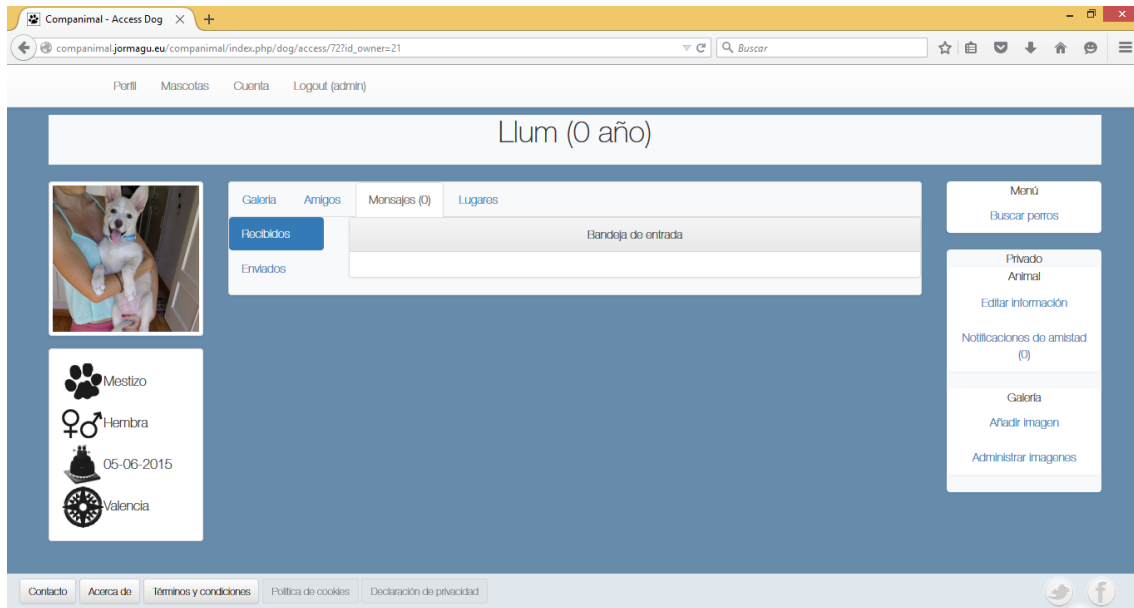 Companimal - Access Dog
companimal.jormagu.eu/companimal/index.php/dog/access/72?id_owner=21
Buscar
Perfil Mascotas Cuenta Logout (admin)
Llum (0 año)
Galeria Amigos Mensajes (0) Lugares
Recibidos
Bandeja de entrada
Enviados
Mestizo
Hembra
05-06-2015
Valencia
Menú
Buscar perros
Privado
Animal
Editar información
Notificaciones de amistad
(0)
Galería
Añadir imagen
Administrar imagenes
Contacto Acerca de Términos y condiciones Política de cookies Declaración de privacidad